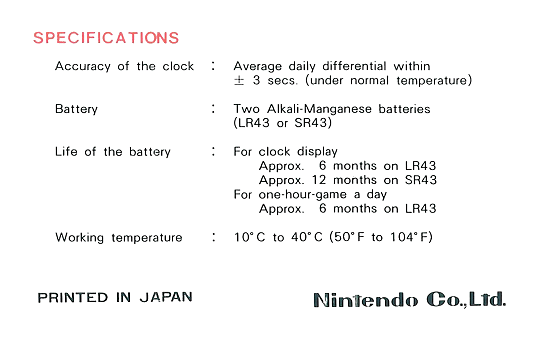 SPECIFICATIONS
Accuracy of the clock : Average daily differential within
± 3 secs. (under normal temperature)
Battery : Two Alkali-Manganese batteries
(LR43 or SR43)
Life of the battery : For clock display
Approx. 6 months on LR43
Approx. 12 months on SR43
For one-hour-game a day
Approx. 6 months on LR43
Working temperature : 10°C to 40°C (50°F to 104°F)
PRINTED IN JAPAN
Nintendo Co.,Ltd.